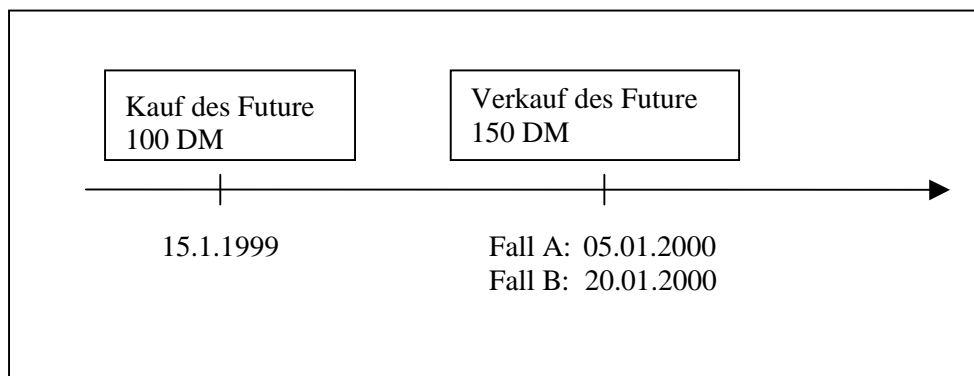 Kauf des Future
100 DM
Verkauf des Future
150 DM
15.1.1999
Fall A: 05.01.2000
Fall B: 20.01.2000